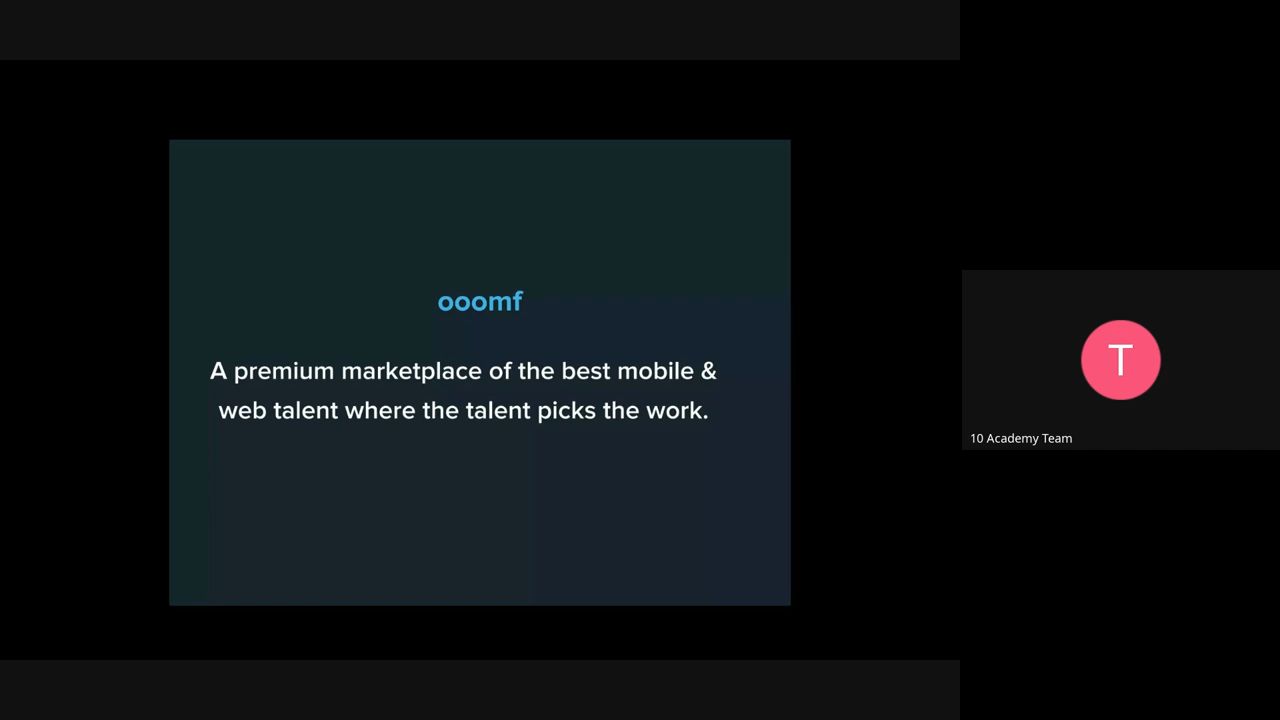 ooomf
A premium marketplace of the best mobile &
web talent where the talent picks the work.
T
10 Academy Team